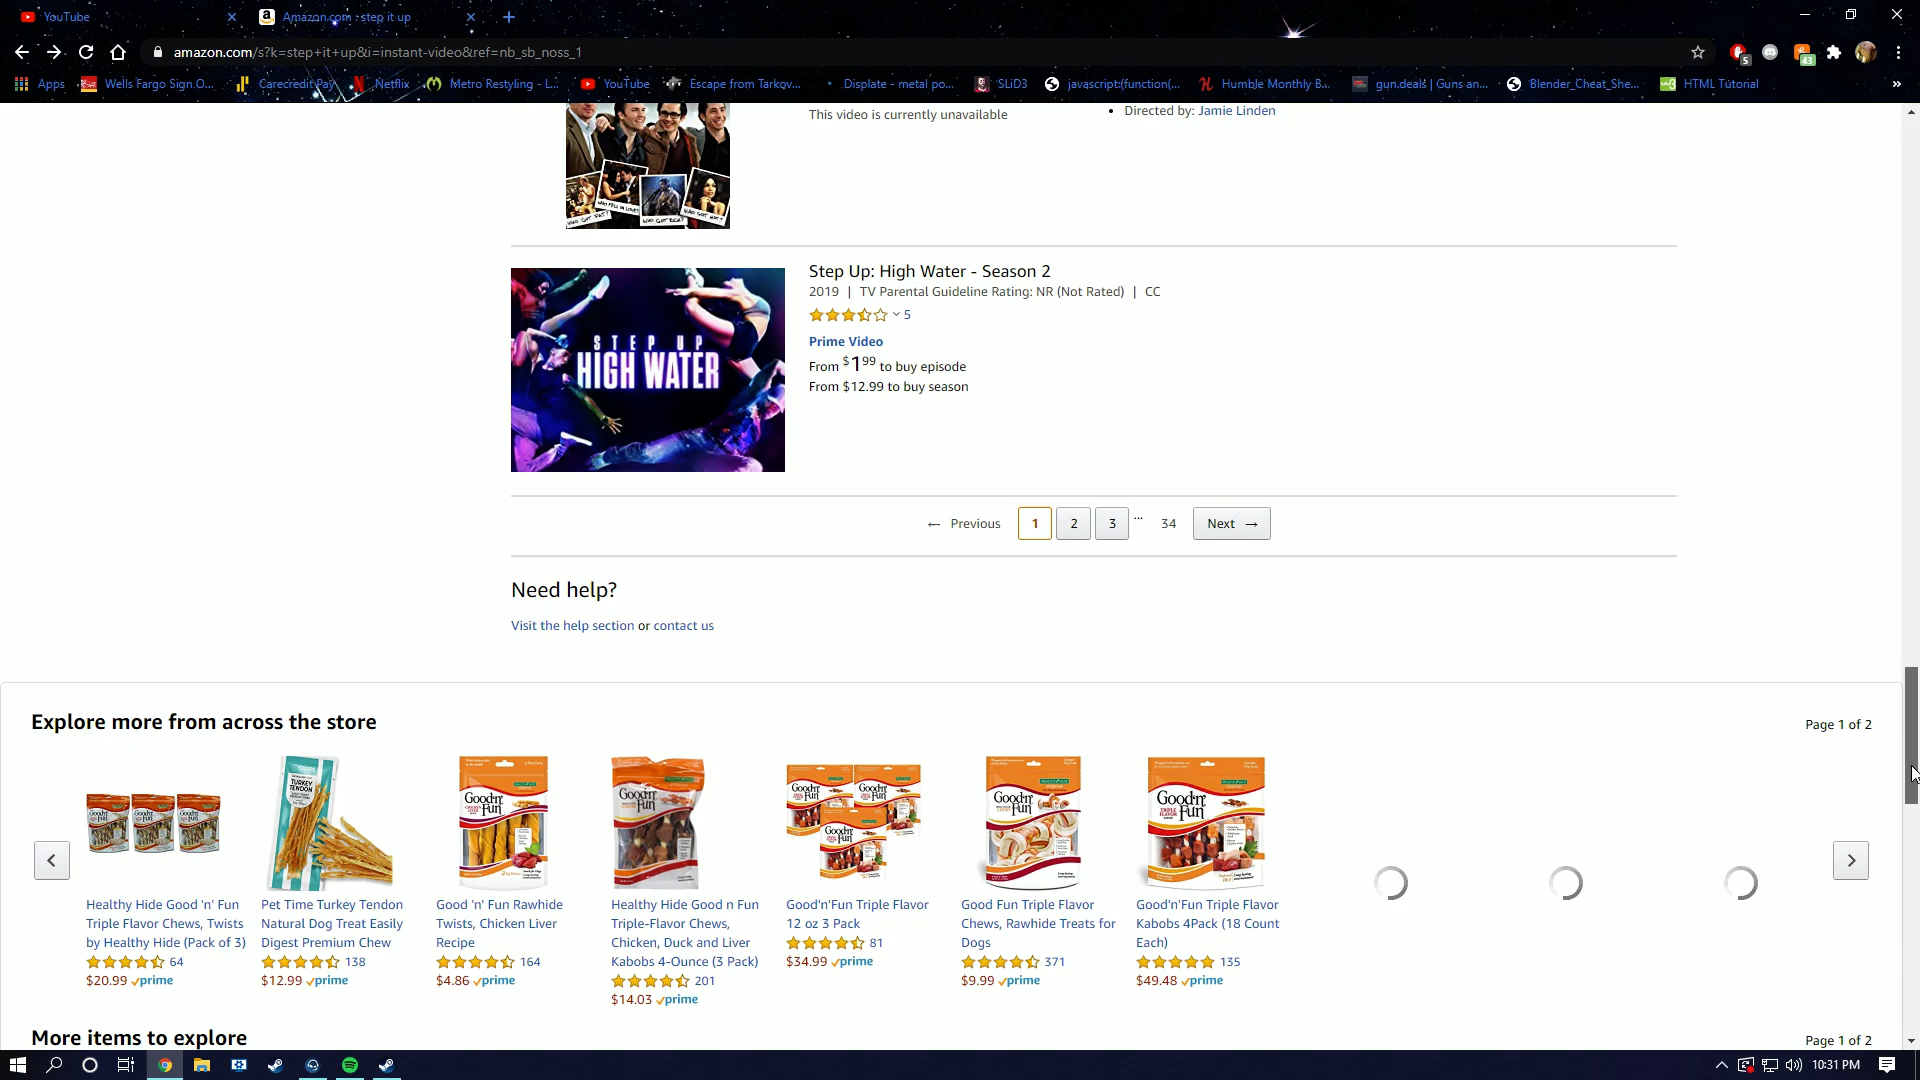 YouTube
Amazon.com : step it up
amazon.com/s?k=step+it+up&i=instant-video&ref=nb_sb_noss_1
5
43
Apps
Wells Fargo Sign O...
Carecredit Pay
Netflix
Metro Restyling - L...
YouTube
Escape from Tarkov...
Displate - metal po...
SLiD3
javascript:(function(...
Humble Monthly B...
gun.deals | Guns an...
Blender_Cheat_She...
HTML Tutorial
»
This video is currently unavailable
• Directed by: Jamie Linden
STEP UP
HIGH WATER
Step Up: High Water - Season 2
2019 | TV Parental Guideline Rating: NR (Not Rated) | CC
5
Prime Video
From $1.99 to buy episode
From $12.99 to buy season
← Previous 1 2 3 ... 34 Next →
Need help?
Visit the help section or contact us
Explore more from across the store
Page 1 of 2
TURKEY
TENDON
Good'n'
Fun
Healthy Hide Good 'n' Fun
Triple Flavor Chews, Twists
by Healthy Hide (Pack of 3)
64
$20.99 prime
Pet Time Turkey Tendon
Natural Dog Treat Easily
Digest Premium Chew
138
$12.99 prime
Good 'n' Fun Rawhide
Twists, Chicken Liver
Recipe
164
$4.86 prime
Healthy Hide Good n Fun
Triple-Flavor Chews,
Chicken, Duck and Liver
Kabobs 4-Ounce (3 Pack)
201
$14.03 prime
Good'n'Fun Triple Flavor
12 oz 3 Pack
81
$34.99 prime
Good Fun Triple Flavor
Chews, Rawhide Treats for
Dogs
371
$9.99 prime
Good'n'Fun Triple Flavor
Kabobs 4Pack (18 Count
Each)
135
$49.48 prime
More items to explore
Page 1 of 2
10:31 PM